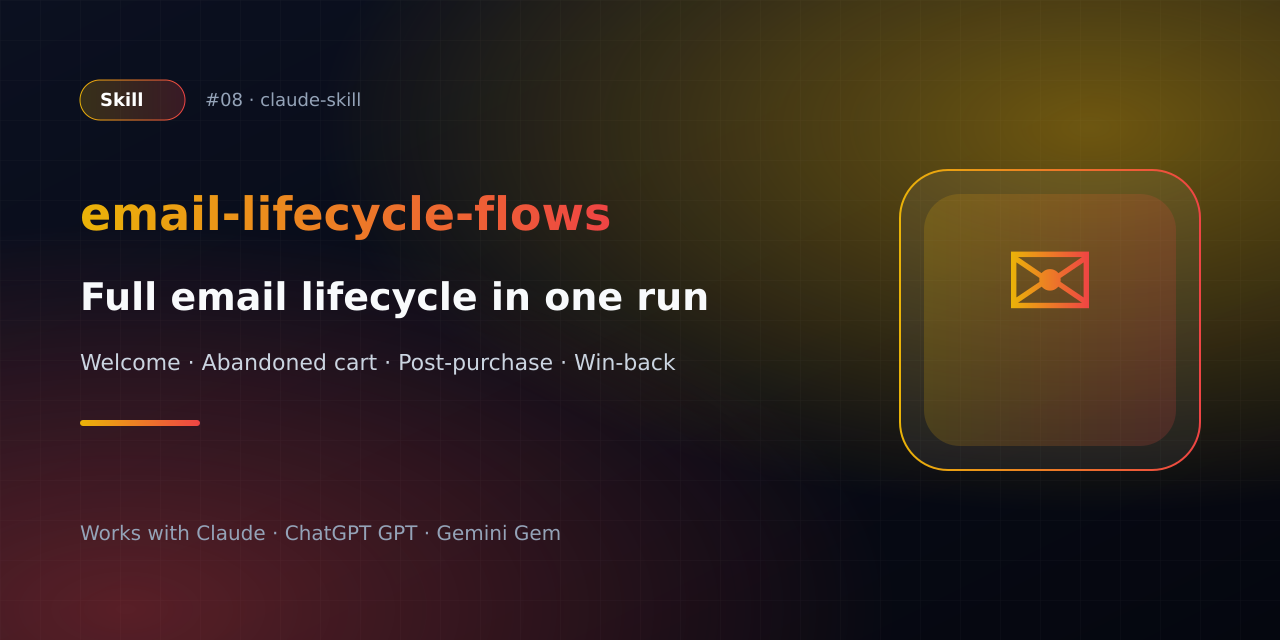 Skill
#08 · claude-skill
email-lifecycle-flows
Full email lifecycle in one run
Welcome · Abandoned cart · Post-purchase · Win-back
Works with Claude · ChatGPT GPT · Gemini Gem